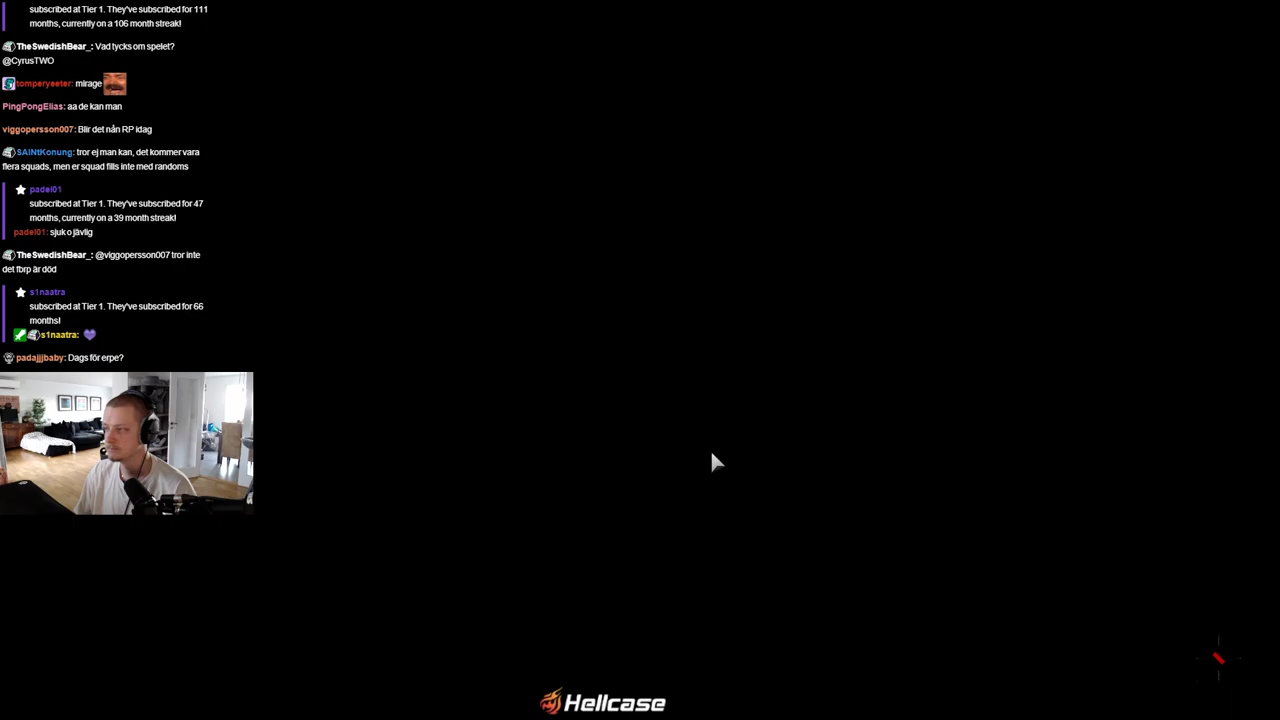 subscribed at Tier 1. They've subscribed for 111
months, currently on a 106 month streak!
TheSwedishBear_: Vad tycks om spelet?
@CyrusTWO
tomperyeeter: mirage
PingPongElias: aa de kan man
viggopersson007: Blir det nån RP idag
SAINtKonung: tror ej man kan, det kommer vara
flera squads, men er squad fills inte med randoms
padel01
subscribed at Tier 1. They've subscribed for 47
months, currently on a 39 month streak!
padel01: sjuk o jävlig
TheSwedishBear_: @viggopersson007 tror inte
det fbrp är död
s1naatra
subscribed at Tier 1. They've subscribed for 66
months!
s1naatra:
padajjjbaby: Dags för erpe?
Hellcase